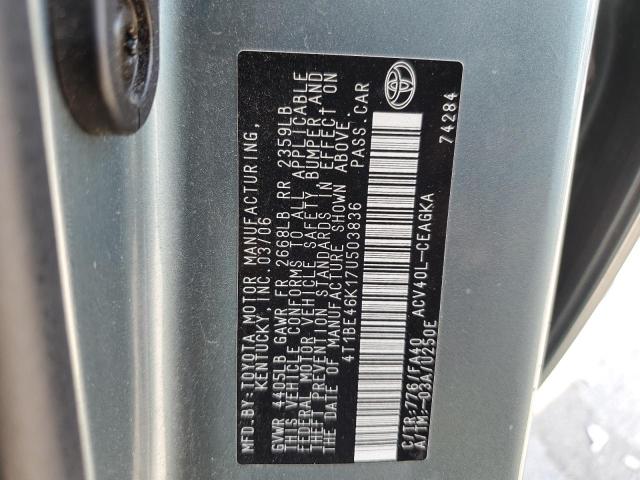 MFD.BY:TOYOTA MOTOR MANUFACTURING,
KENTUCKY, INC.03/06
GVWR 4405LB GAWR FR 2668LB RR 2359LB
THIS VEHICLE CONFORMS TO ALL APPLICABLE
FEDERAL MOTOR VEHICLE SAFETY, BUMPER AND
THEFT PREVENTION STANDARDS IN EFFECT ON
THE DATE OF MANUFACTURE SHOWN ABOVE.
4T1BE46K17U503836 PASS.CAR
C/TR:776/FA40 ACV40L-CEAGKA
A/TM:-03A/U250E 74284